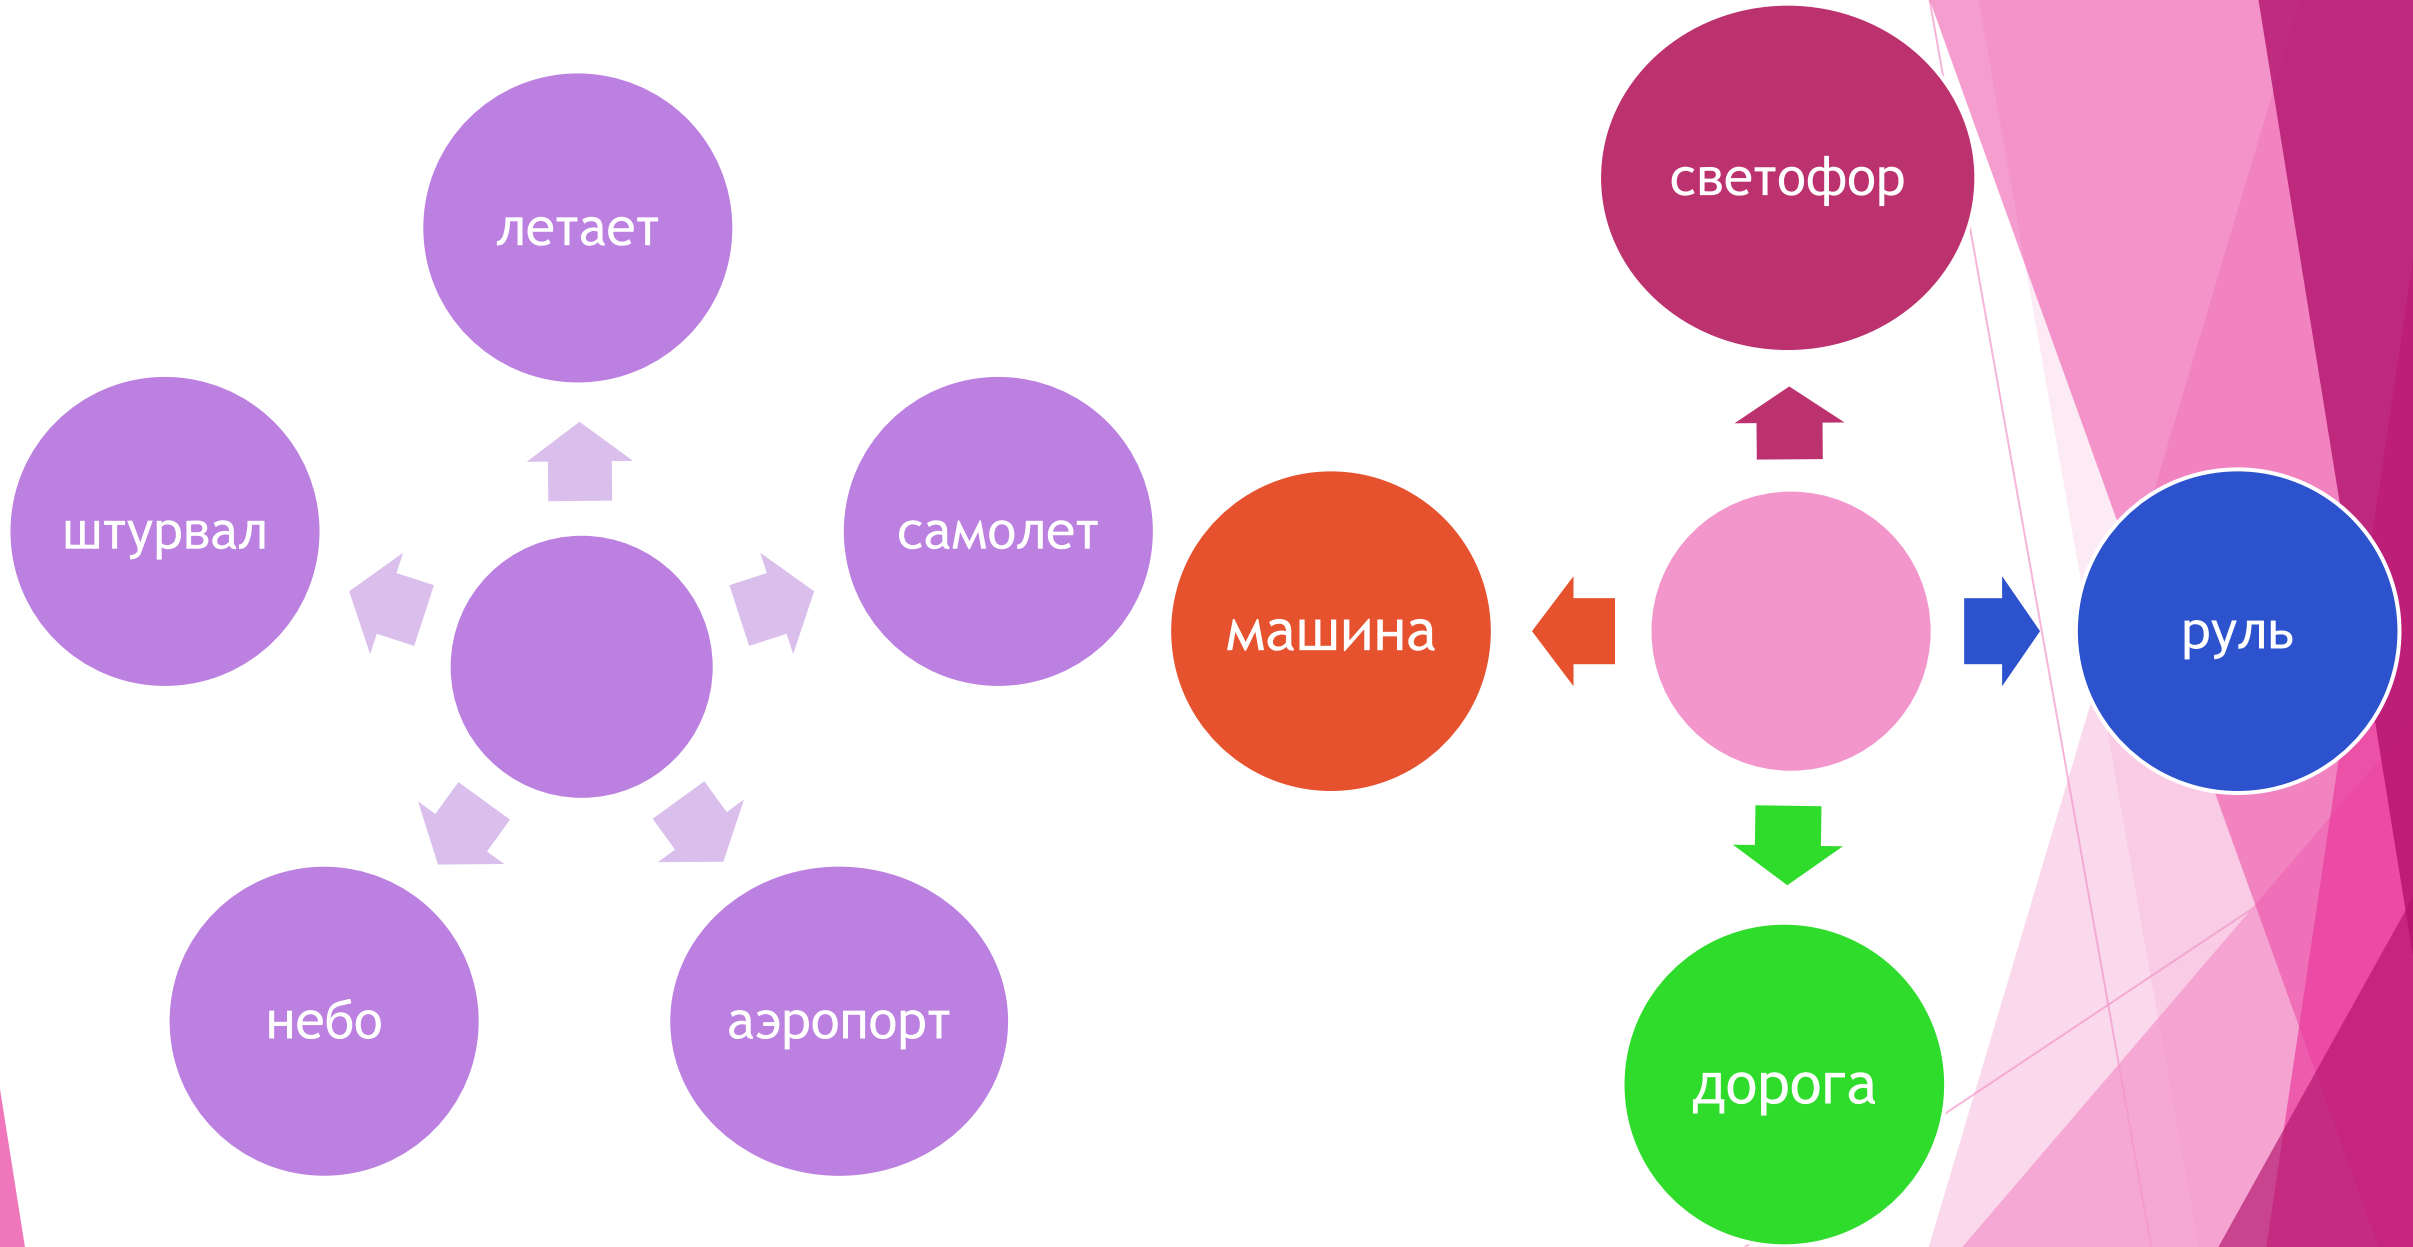 летает
штурвал
самолет
небо
аэропорт
светофор
машина
руль
дорога